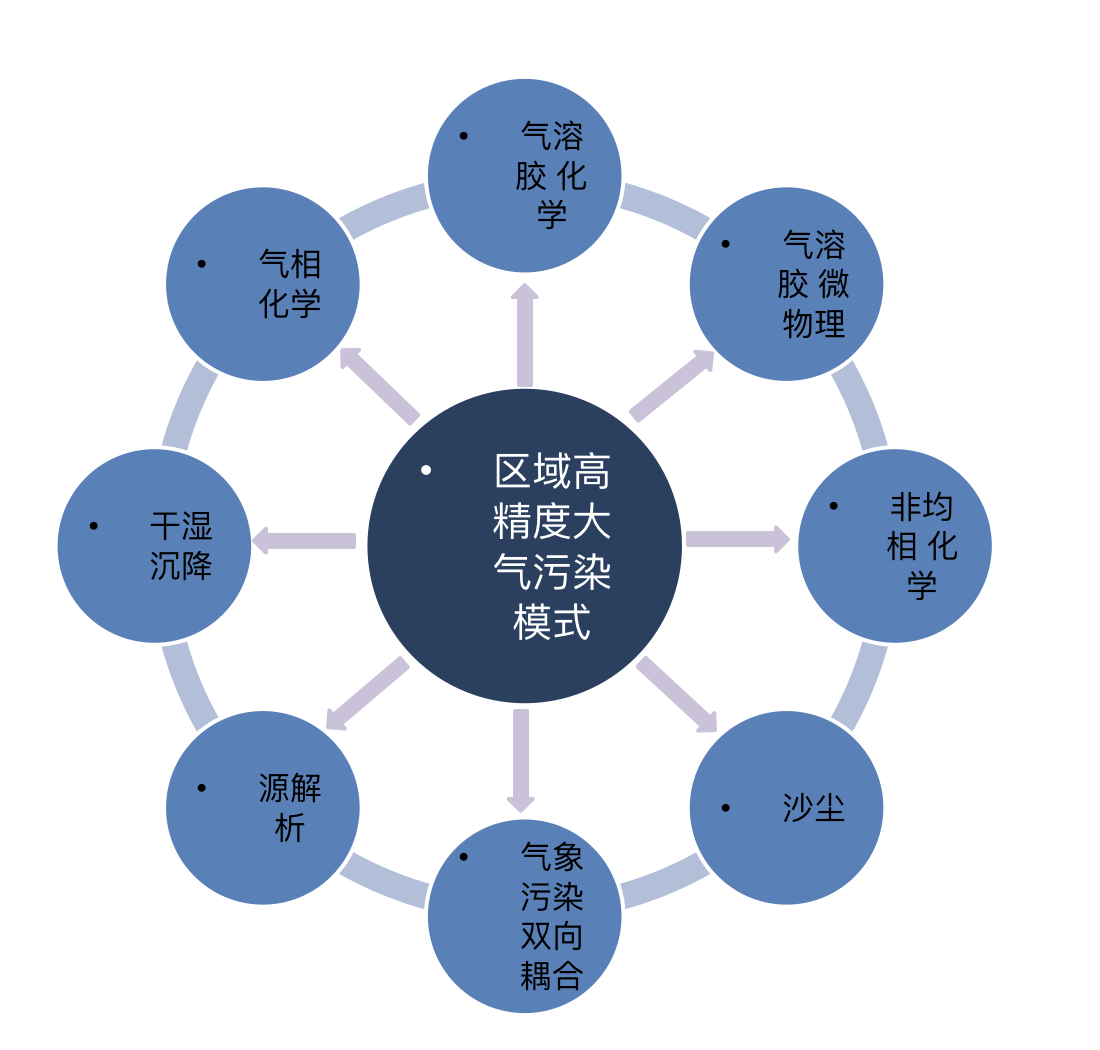 • 气溶
胶 化
学
• 气相
化学
• 气溶
胶 微
物理
• 区域高
精度大
气污染
模式
• 干湿
沉降
• 非均
相 化
学
• 源解
析
• 沙尘
• 气象
污染
双向
耦合